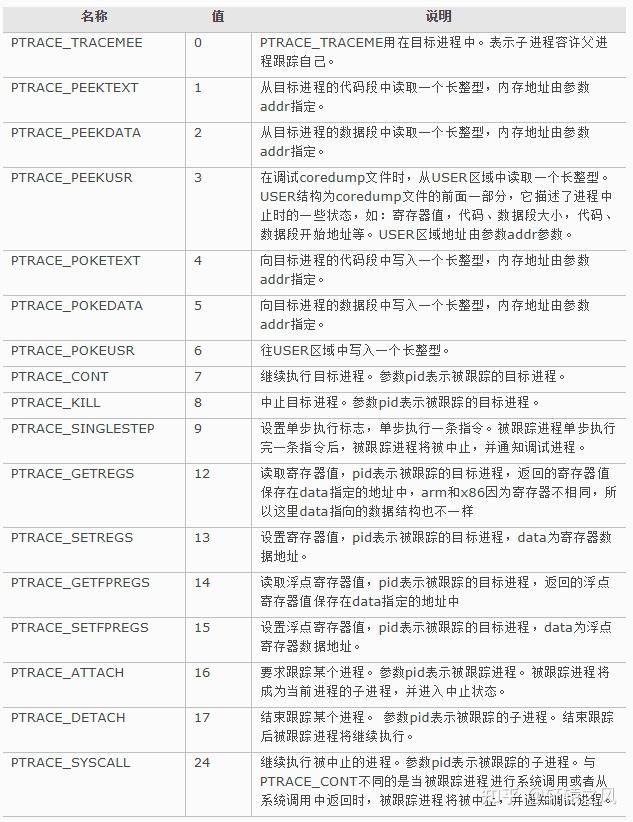 名称 值 说明
PTRACE_TRACEMEE 0 PTRACE_TRACEME用在目标进程中。表示子进程容许父进
程跟踪自己。
PTRACE_PEEKTEXT 1 从目标进程的代码段中读取一个长整型，内存地址由参数
addr指定。
PTRACE_PEEKDATA 2 从目标进程的数据段中读取一个长整型，内存地址由参数
addr指定。
PTRACE_PEEKUSR 3 在调试coredump文件时，从USER区域中读取一个长整型。
USER结构为coredump文件的前面一部分，它描述了进程中
止时的一些状态，如：寄存器值，代码、数据段大小，代码、
数据段开始地址等。USER区域地址由参数addr参数。
PTRACE_POKETEXT 4 向目标进程的代码段中写入一个长整型，内存地址由参数
addr指定。
PTRACE_POKEDATA 5 向目标进程的数据段中写入一个长整型，内存地址由参数
addr指定。
PTRACE_POKEUSR 6 往USER区域中写入一个长整型。
PTRACE_CONT 7 继续执行目标进程。参数pid表示被跟踪的目标进程。
PTRACE_KILL 8 中止目标进程。参数pid表示被跟踪的目标进程。
PTRACE_SINGLESTEP 9 设置单步执行标志，单步执行一条指令。被跟踪进程单步执行
完一条指令后，被跟踪进程将被中止，并通知调试进程。
PTRACE_GETREGS 12 读取寄存器值，pid表示被跟踪的目标进程，返回的寄存器值
保存在data指定的地址中，arm和x86因为寄存器不相同，所
以这里data指向的数据结构也不一样
PTRACE_SETREGS 13 设置寄存器值，pid表示被跟踪的目标进程，data为寄存器数
据地址。
PTRACE_GETFPREGS 14 读取浮点寄存器值，pid表示被跟踪的目标进程，返回的浮点
寄存器值保存在data指定的地址中
PTRACE_SETFPREGS 15 设置浮点寄存器值，pid表示被跟踪的目标进程，data为浮点
寄存器数据地址。
PTRACE_ATTACH 16 要求跟踪某个进程。参数pid表示被跟踪进程。被跟踪进程将
成为当前进程的子进程，并进入中止状态。
PTRACE_DETACH 17 结束跟踪某个进程。 参数pid表示被跟踪的子进程。结束跟踪
后被跟踪进程将继续执行。
PTRACE_SYSCALL 24 继续执行被中止的进程。参数pid表示被跟踪的子进程。与
PTRACE_CONT不同的是当被跟踪进程进行系统调用或者从
系统调用中返回时，被跟踪进程将被中止，并通知调试进程。
知乎